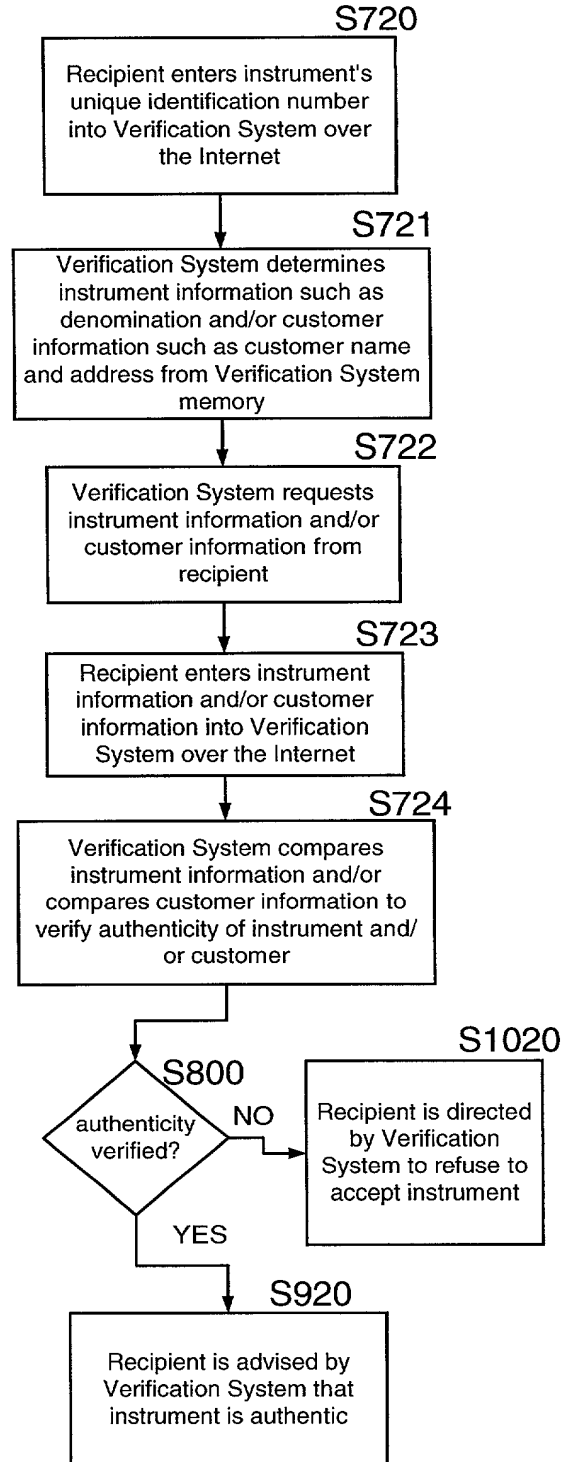 S720
Recipient enters instrument's
unique identification number
into Verification System over
the Internet
S721
Verification System determines
instrument information such as
denomination and/or customer
information such as customer name
and address from Verification System
memory
S722
Verification System requests
instrument information and/or
customer information from
recipient
S723
Recipient enters instrument
information and/or customer
information into Verification
System over the Internet
S724
Verification System compares
instrument information and/or
compares customer information to
verify authenticity of instrument and/
or customer
S800
authenticity
verified?
NO
S1020
Recipient is directed
by Verification
System to refuse to
accept instrument
YES
S920
Recipient is advised by
Verification System that
instrument is authentic